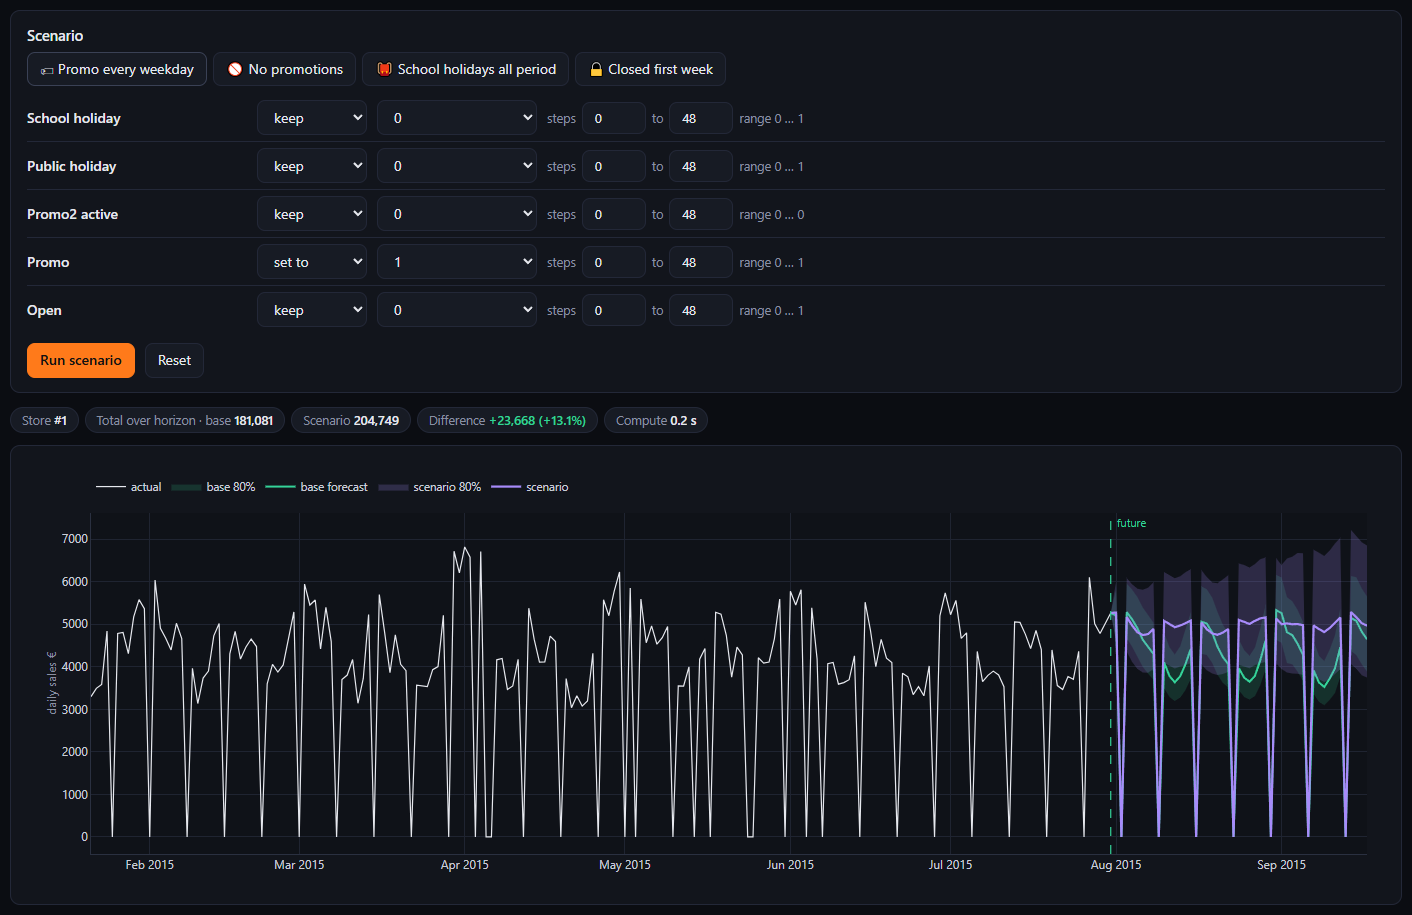 Scenario
Promo every weekday No promotions School holidays all period Closed first week
School holiday keep 0 steps 0 to 48 range 0 ... 1
Public holiday keep 0 steps 0 to 48 range 0 ... 1
Promo2 active keep 0 steps 0 to 48 range 0 ... 0
Promo set to 1 steps 0 to 48 range 0 ... 1
Open keep 0 steps 0 to 48 range 0 ... 1
Run scenario Reset
Store #1 Total over horizon · base 181,081 Scenario 204,749 Difference +23,668 (+13.1%) Compute 0.2 s
actual base 80% base forecast scenario 80% scenario
future
daily sales €
7000
6000
5000
4000
3000
2000
1000
0
Feb 2015 Mar 2015 Apr 2015 May 2015 Jun 2015 Jul 2015 Aug 2015 Sep 2015